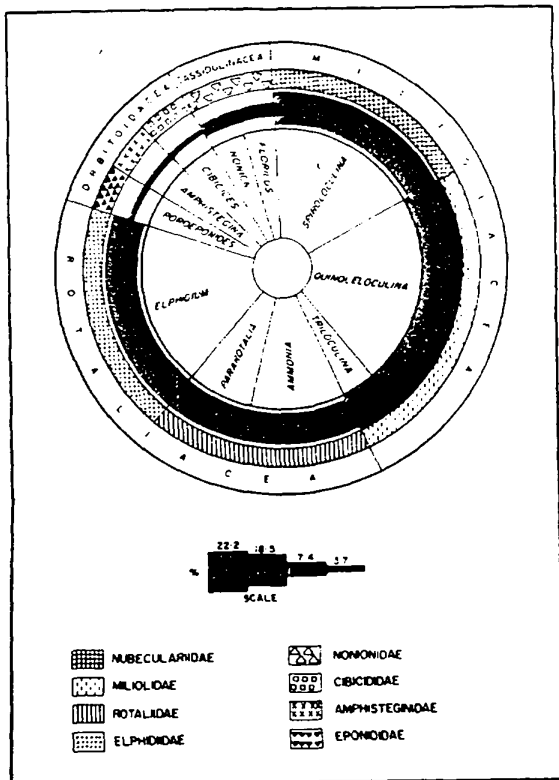 ORBITOIDACEA
CASSIDULINACEA
MILIOLACEA
ROTALIACEA
FLORILUS
NONION
CIBICIDES
AMPHISTEGINA
POROEPONIDES
SPIROLOCULINA
QUINQUELOCULINA
TRILOCULINA
AMMONIA
PARAROTALIA
ELPHIDIUM
22·2 18·5 7·4 3·7
%
SCALE
NUBECULARIIDAE
MILIOLIDAE
ROTALIIDAE
ELPHIDIIDAE
NONIONIDAE
CIBICIDIDAE
AMPHISTEGINIDAE
EPONIDIDAE